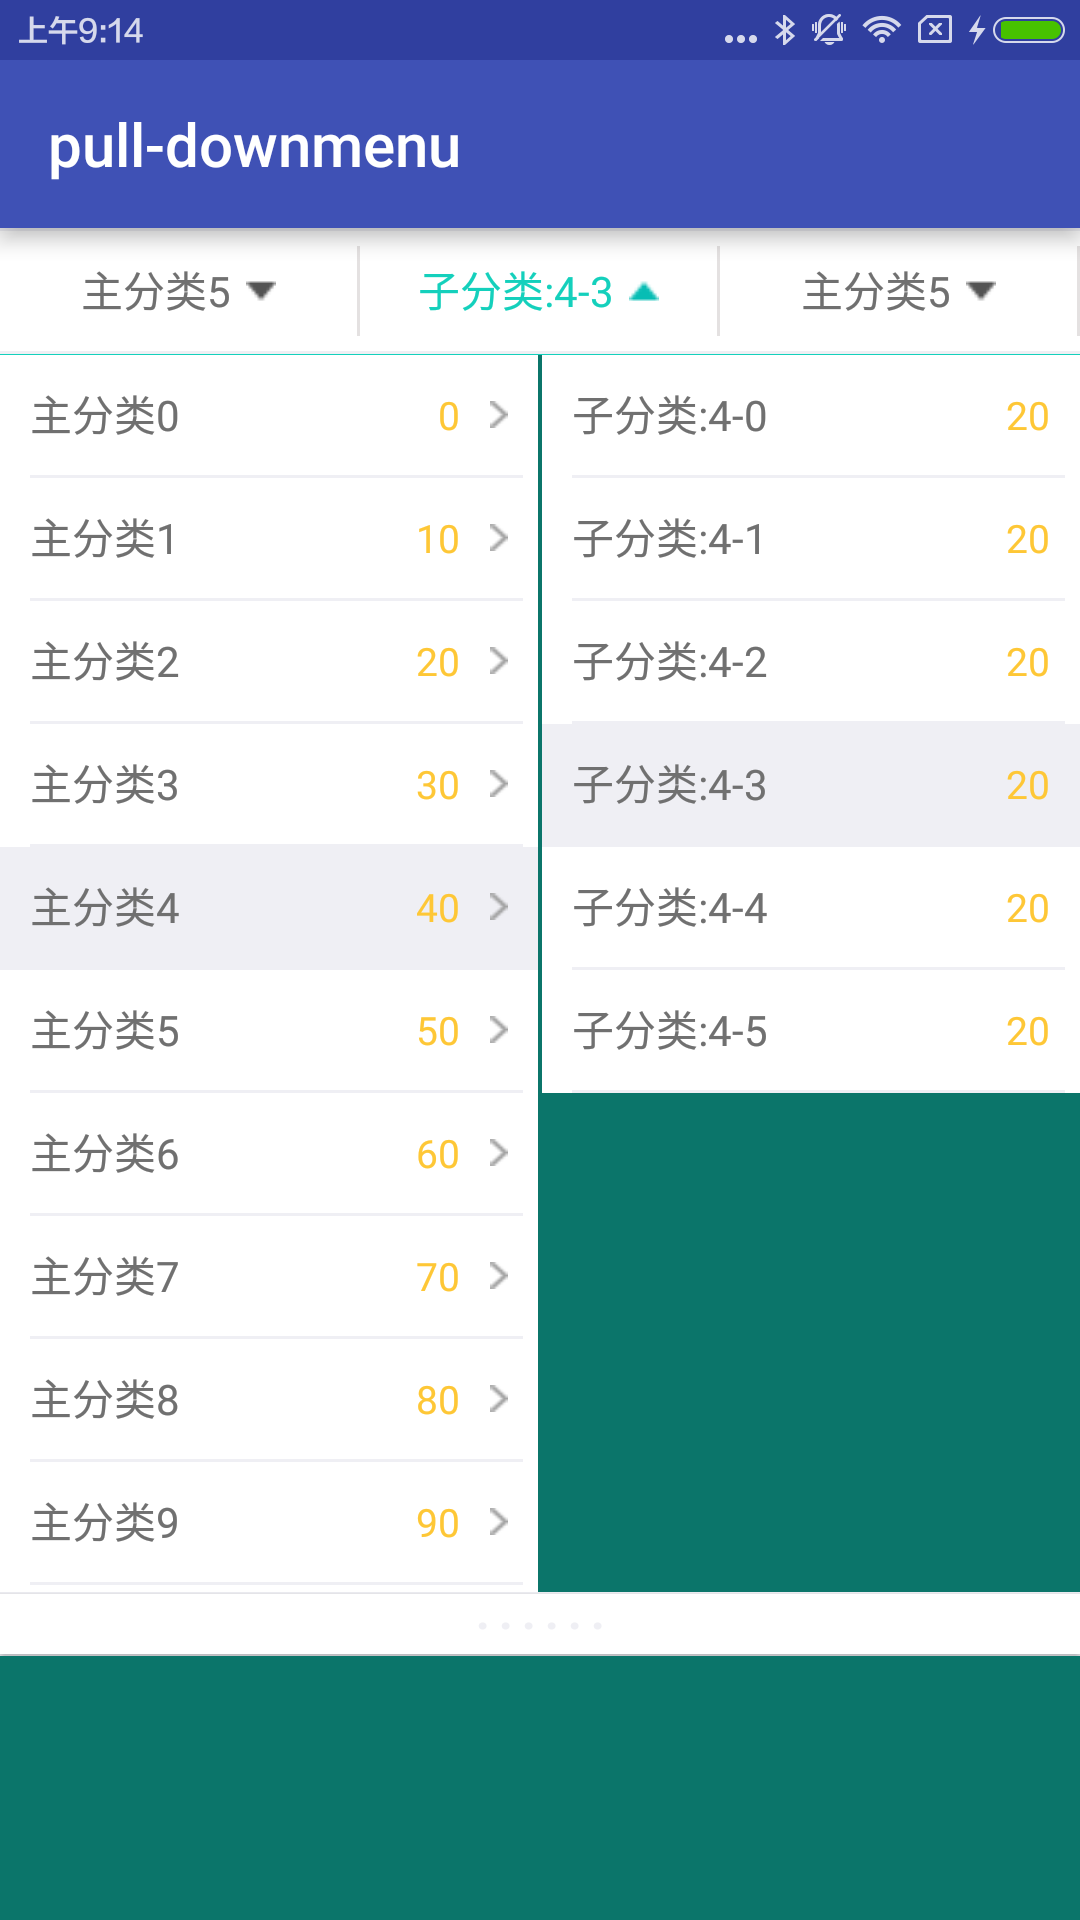 上午9:14
pull-downmenu
主分类5 子分类:4-3 主分类5
主分类0 0 子分类:4-0 20
主分类1 10 子分类:4-1 20
主分类2 20 子分类:4-2 20
主分类3 30 子分类:4-3 20
主分类4 40 子分类:4-4 20
主分类5 50 子分类:4-5 20
主分类6 60
主分类7 70
主分类8 80
主分类9 90